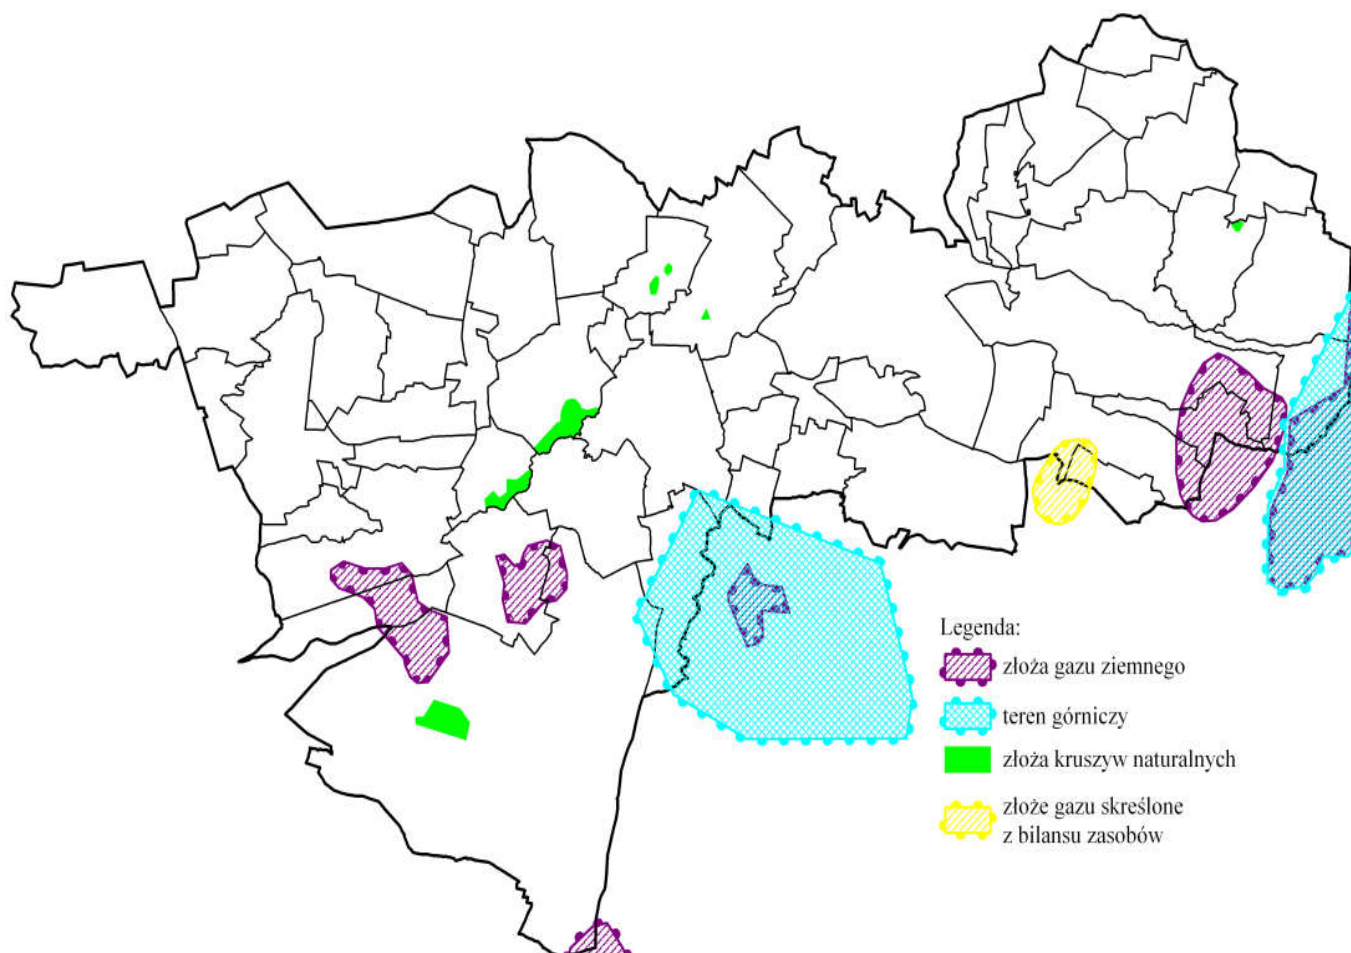 Legenda:
złoża gazu ziemnego
teren górniczy
złoża kruszyw naturalnych
złoże gazu skreślone
z bilansu zasobów